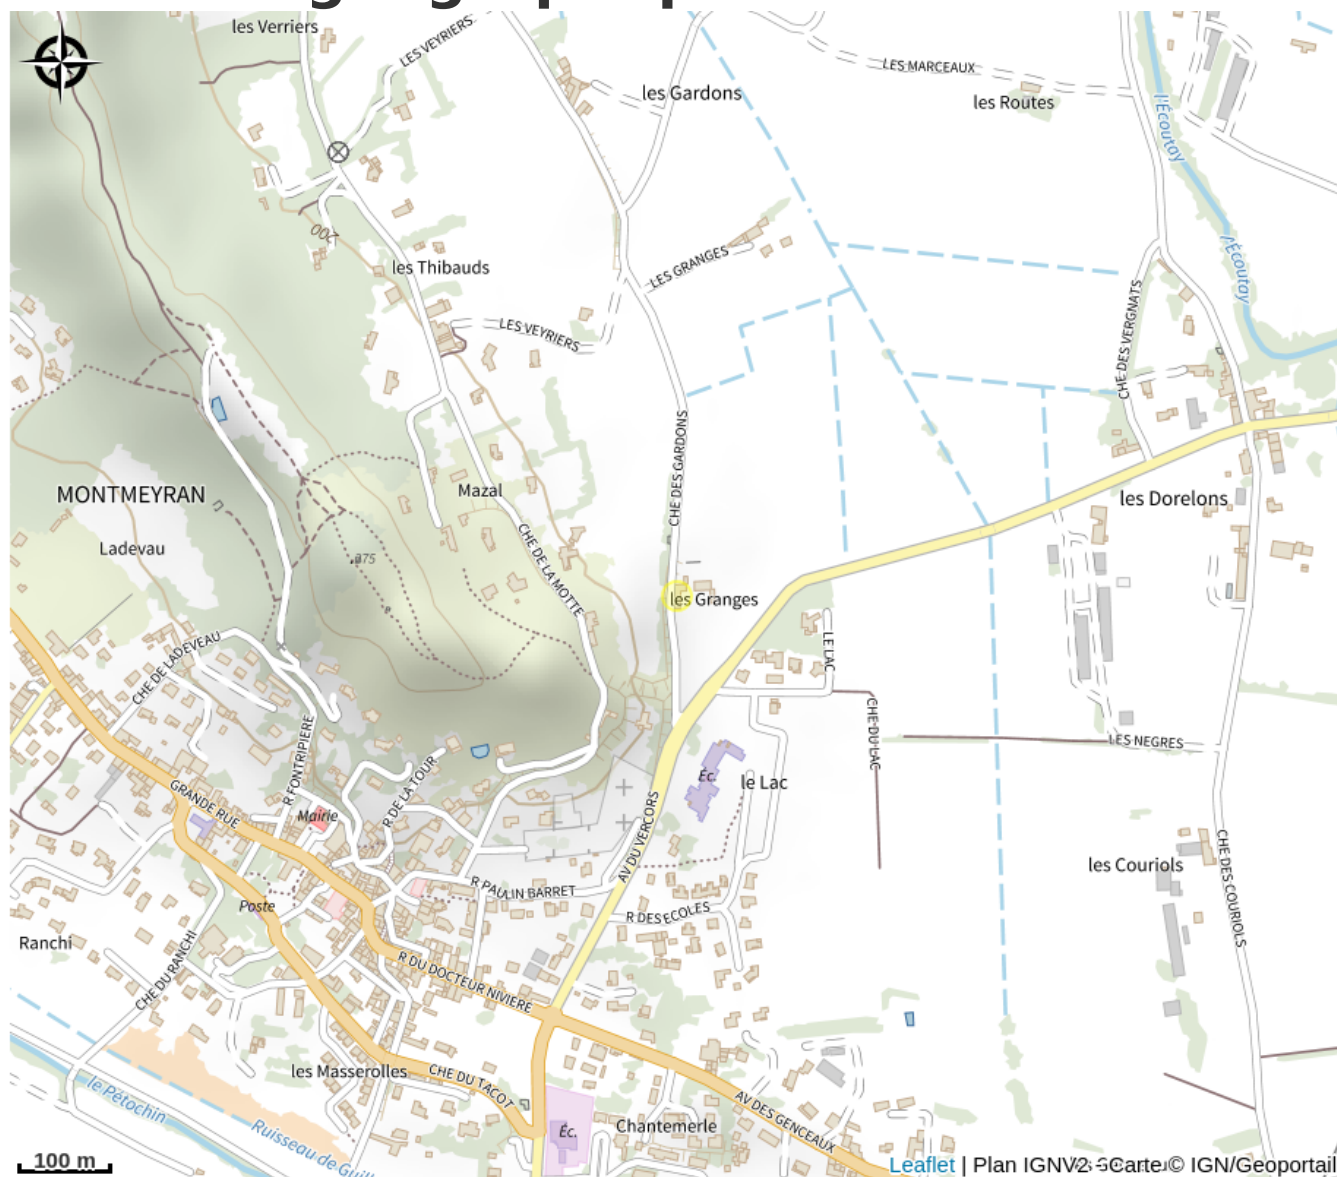 les Verriers
LES VEYRIERS
les Gardons
LES MARCEAUX
les Routes
l'Écoutay
200
les Thibauds
LES GRANGES
l'Écoutay
LES VEYRIERS
CHE DES VERGNATS
CHE DES GARDONS
MONTMEYRAN
Mazal
les Dorelons
Ladevau
275
CHE DE LA MOTTE
les Granges
CHE DE LADEVEAU
LE LAC
R FONTRIPIERE
CHE DU LAC
LES NEGRES
Éc.
le Lac
R DE LA TOUR
GRANDE RUE
Mairie
AV DU VERCORS
les Couriols
CHE DES COURIOLS
R PAULIN BARRET
Poste
R DES ECOLES
Ranchi
CHE DU RANCHI
R DU DOCTEUR NIVIERE
les Masserolles
CHE DU TACOT
le Pétochin
Ruisseau de Guill
AV DES GENCEAUX
Éc.
Chantemerle
100 m
Leaflet | Plan IGNV2 - Carte © IGN/Geoportail